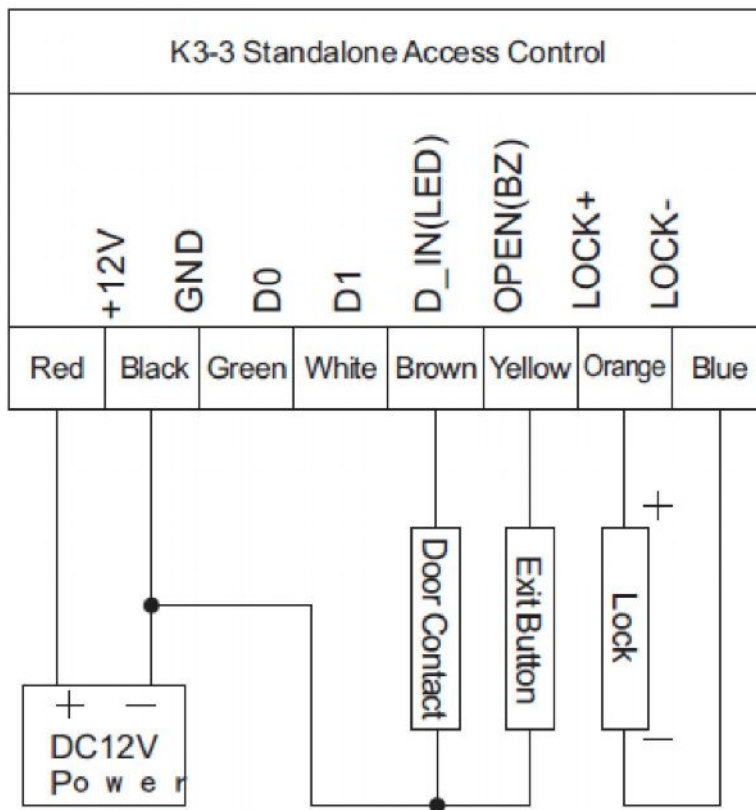 K3-3 Standalone Access Control
+12V
GND
D0
D1
D_IN(LED)
OPEN(BZ)
LOCK+
LOCK-
Red
Black
Green
White
Brown
Yellow
Orange
Blue
Door Contact
Exit Button
Lock
+
—
+ —
DC12V
Power